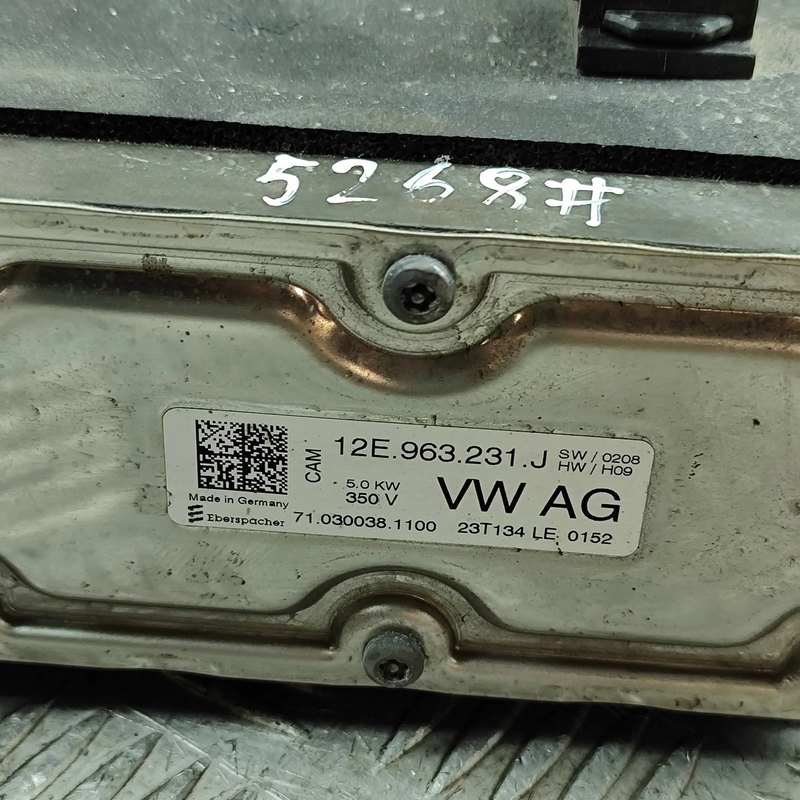 5268#
CAM
12E.963.231.J SW/0208
HW/H09
5.0 KW
350 V
VW AG
Made in Germany
Eberspächer 71.030038.1100 23T134 LE 0152